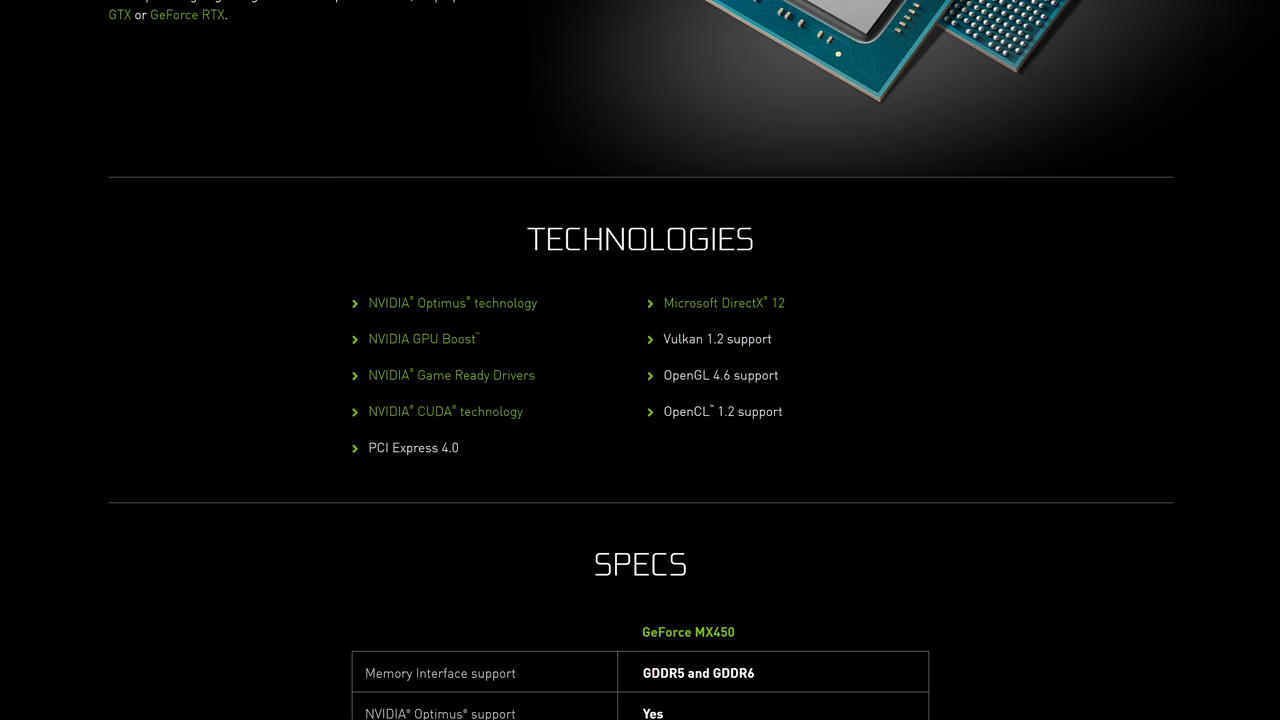 GTX or GeForce RTX.
TECHNOLOGIES
NVIDIA® Optimus® technology
NVIDIA GPU Boost™
NVIDIA® Game Ready Drivers
NVIDIA® CUDA® technology
PCI Express 4.0
Microsoft DirectX® 12
Vulkan 1.2 support
OpenGL 4.6 support
OpenCL™ 1.2 support
SPECS
GeForce MX450
Memory Interface support GDDR5 and GDDR6
NVIDIA® Optimus® support Yes